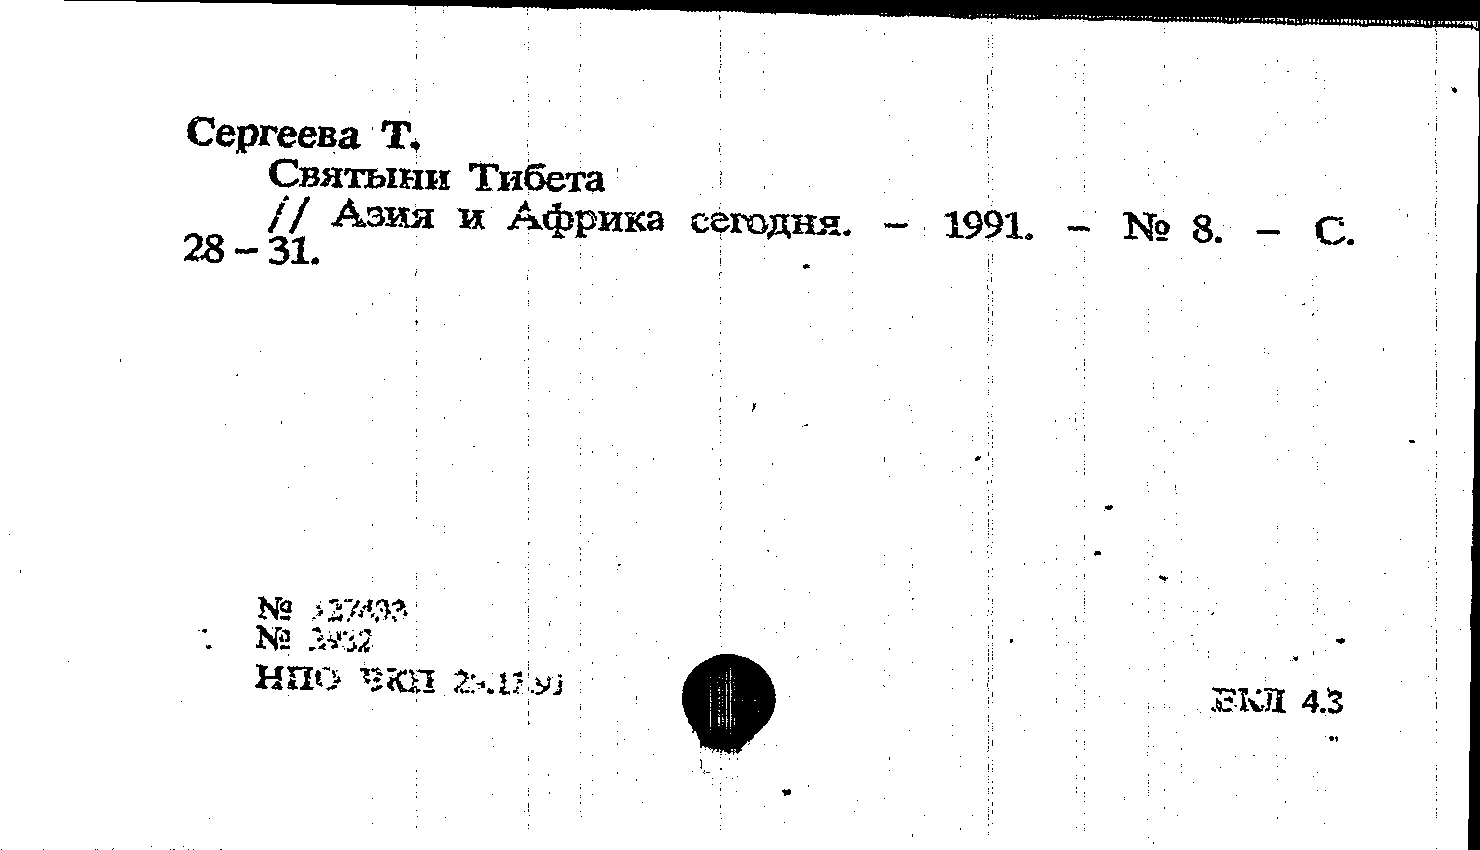 Сергеева Т.
Святыни Тибета
// Азия и Африка сегодня. – 1991. – № 8. – С.
28 – 31.
№
№
НПО ВКП
ЕКЛ 4.3